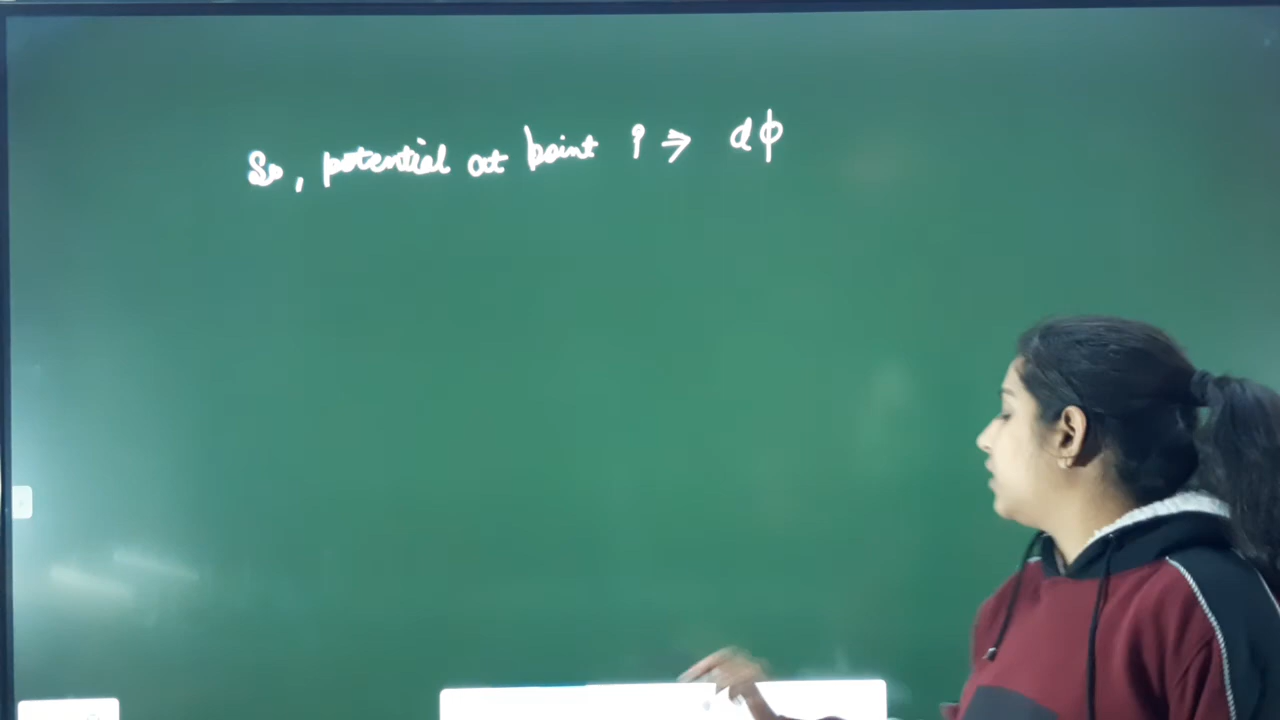 So, potential at point P → dϕ